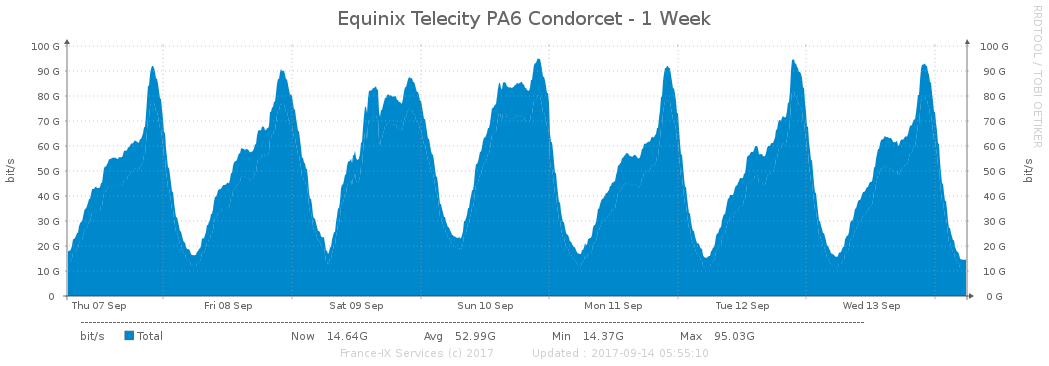 Equinix Telecity PA6 Condorcet - 1 Week
RRDTOOL / TOBI OETIKER
100 G 100 G
90 G 90 G
80 G 80 G
70 G 70 G
60 G 60 G
50 G 50 G
40 G 40 G
30 G 30 G
20 G 20 G
10 G 10 G
0 0 G
bit/s
bit/s
Thu 07 Sep Fri 08 Sep Sat 09 Sep Sun 10 Sep Mon 11 Sep Tue 12 Sep Wed 13 Sep
bit/s Total Now 14.64G Avg 52.99G Min 14.37G Max 95.03G
France-IX Services (c) 2017 Updated : 2017-09-14 05:55:10